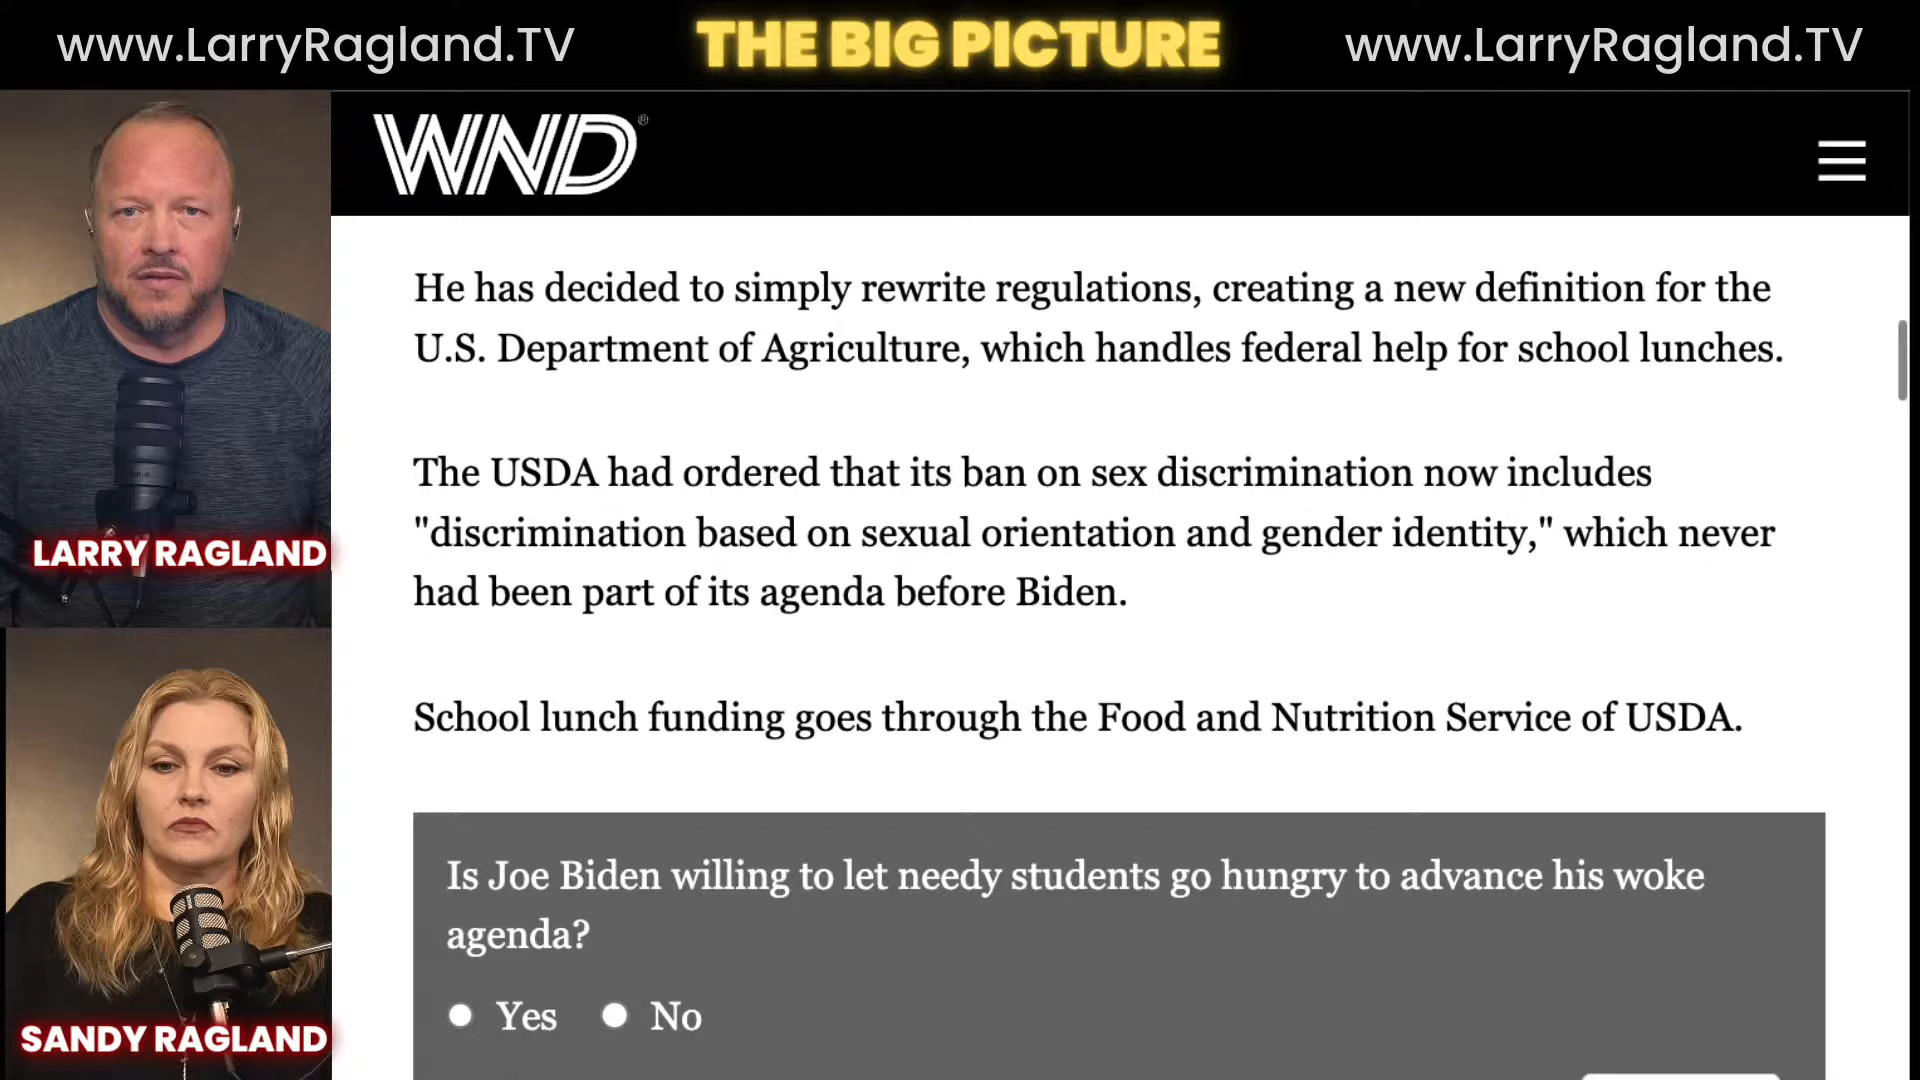 www.LarryRagland.TV
THE BIG PICTURE
www.LarryRagland.TV
WND®
He has decided to simply rewrite regulations, creating a new definition for the
U.S. Department of Agriculture, which handles federal help for school lunches.
The USDA had ordered that its ban on sex discrimination now includes
"discrimination based on sexual orientation and gender identity," which never
had been part of its agenda before Biden.
School lunch funding goes through the Food and Nutrition Service of USDA.
Is Joe Biden willing to let needy students go hungry to advance his woke
agenda?
Yes No
LARRY RAGLAND
SANDY RAGLAND